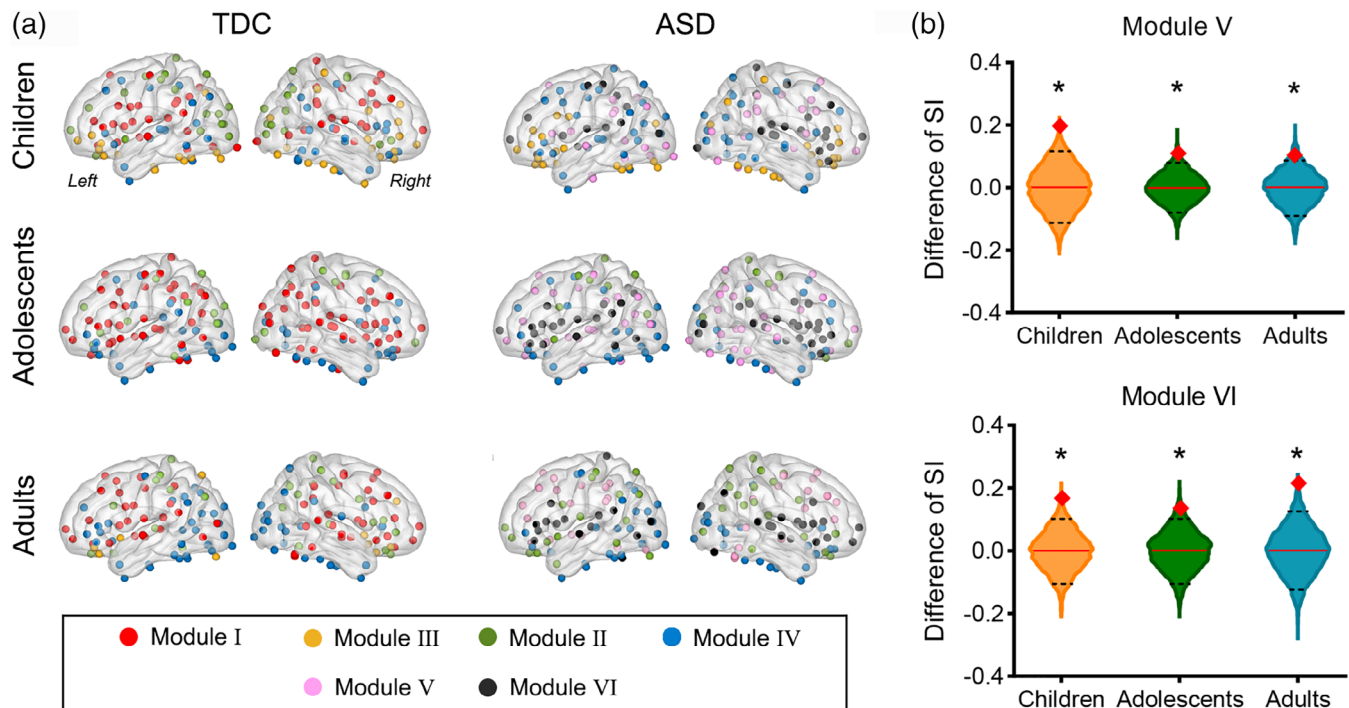 (a)
TDC
ASD
Children
Left
Right
Adolescents
Adults
Module I
Module III
Module II
Module IV
Module V
Module VI
(b)
Module V
Difference of SI
0.4
0.2
0.0
-0.2
-0.4
* * *
Children Adolescents Adults
Module VI
Difference of SI
0.4
0.2
0.0
-0.2
-0.4
* * *
Children Adolescents Adults